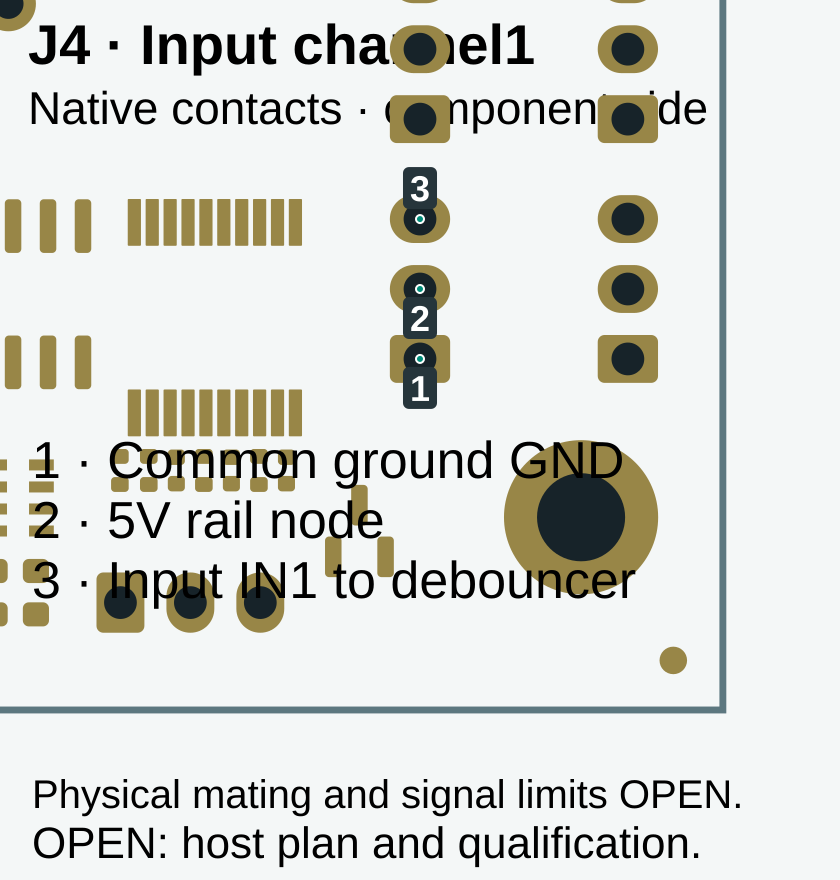 J4 · Input channel1
Native contacts · component side
3
2
1
1 · Common ground GND
2 · 5V rail node
3 · Input IN1 to debouncer
Physical mating and signal limits OPEN.
OPEN: host plan and qualification.